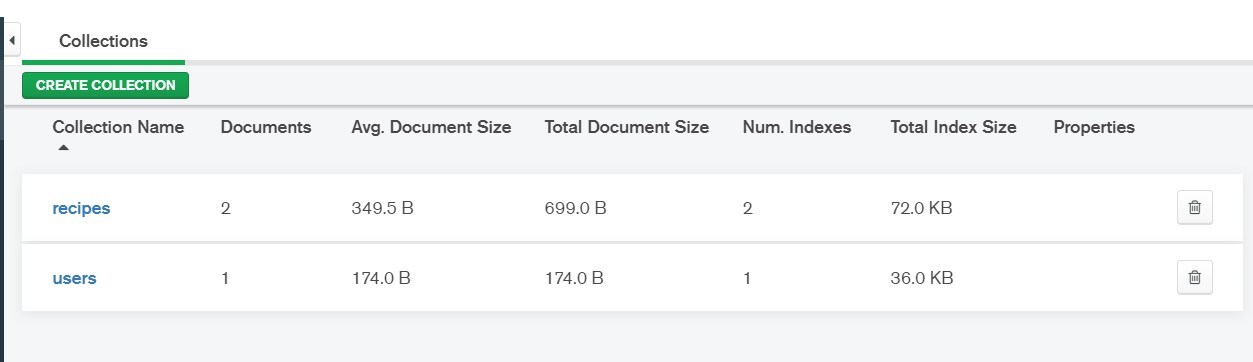 Collections
CREATE COLLECTION
Collection Name Documents Avg. Document Size Total Document Size Num. Indexes Total Index Size Properties
recipes 2 349.5 B 699.0 B 2 72.0 KB
users 1 174.0 B 174.0 B 1 36.0 KB